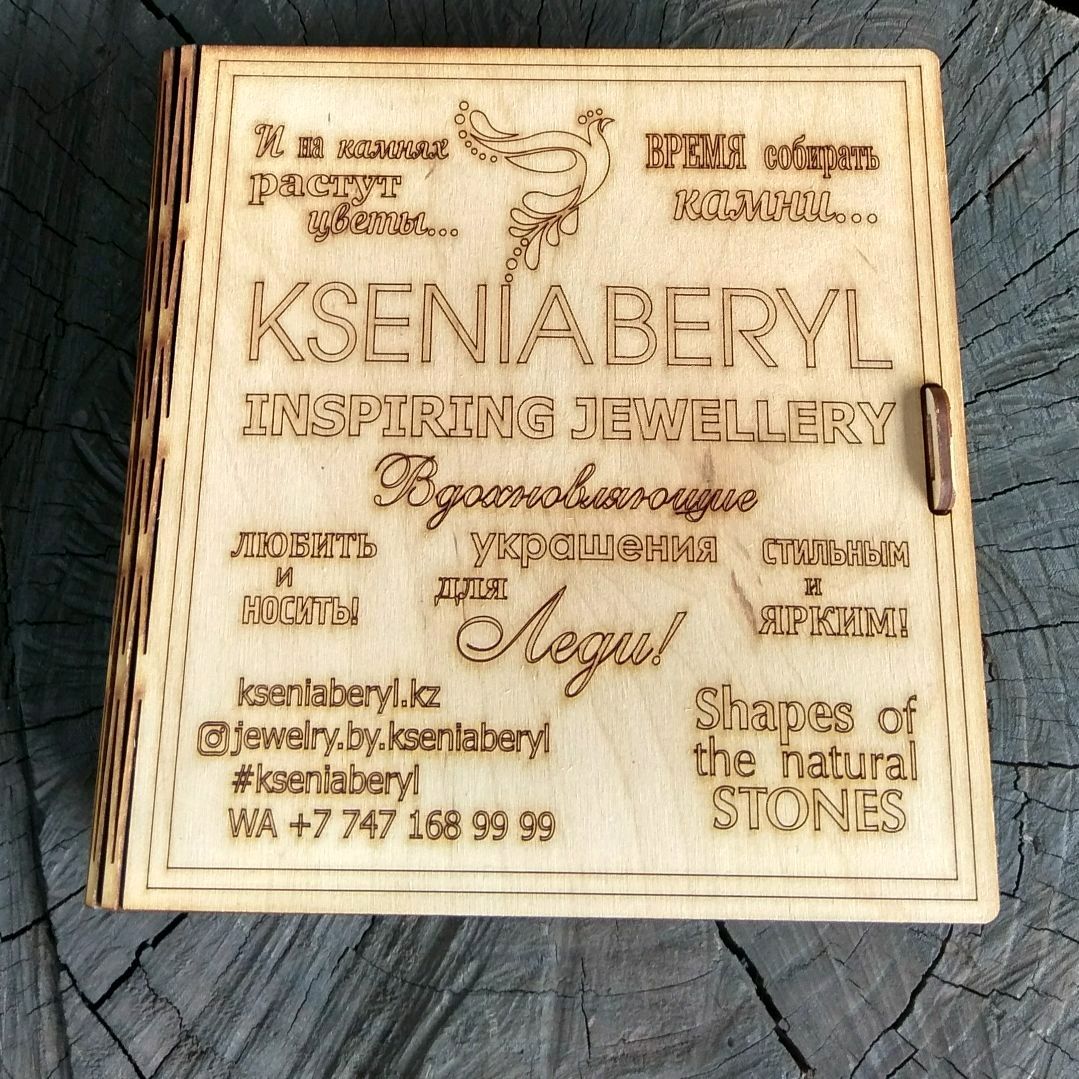 И на камнях
растут
цветы...
ВРЕМЯ собирать
камни...
KSENIABERYL
INSPIRING JEWELLERY
Вдохновляющие
украшения
для
Леди!
ЛЮБИТЬ
и
НОСИТЬ!
СТИЛЬНЫМ
и
ЯРКИМ!
kseniaberyl.kz
jewelry.by.kseniaberyl
#kseniaberyl
WA +7 747 168 99 99
Shapes of
the natural
STONES